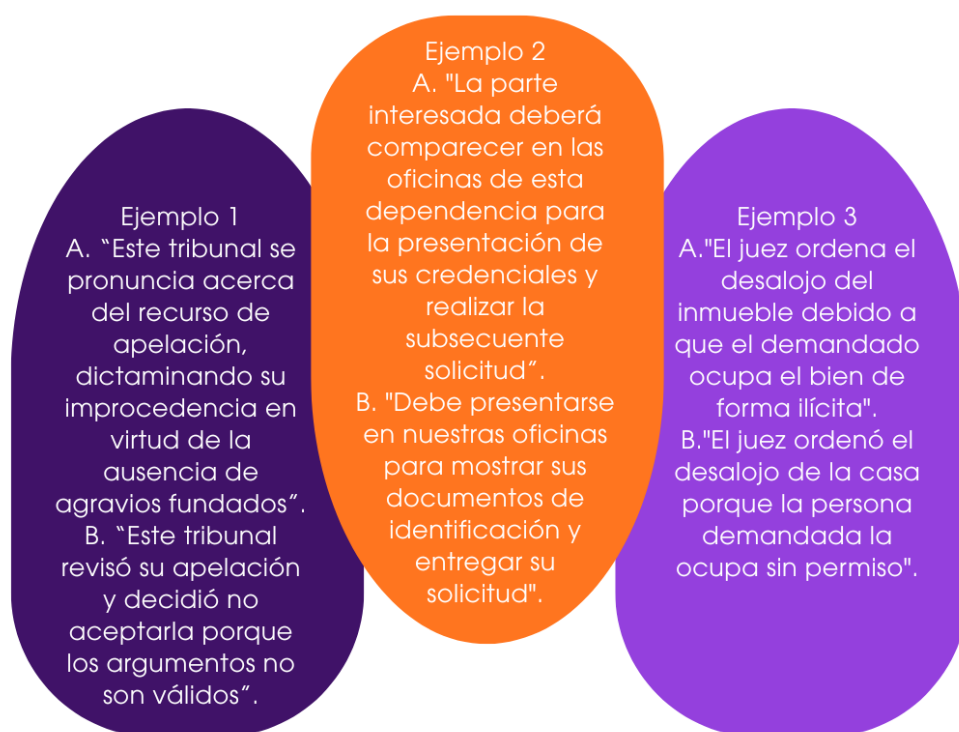 Ejemplo 1
A. “Este tribunal se
pronuncia acerca
del recurso de
apelación,
dictaminando su
improcedencia en
virtud de la
ausencia de
agravios fundados”.
B. “Este tribunal
revisó su apelación
y decidió no
aceptarla porque
los argumentos no
son válidos”.
Ejemplo 2
A. "La parte
interesada deberá
comparecer en las
oficinas de esta
dependencia para
la presentación de
sus credenciales y
realizar la
subsecuente
solicitud”.
B. "Debe presentarse
en nuestras oficinas
para mostrar sus
documentos de
identificación y
entregar su
solicitud".
Ejemplo 3
A."El juez ordena el
desalojo del
inmueble debido a
que el demandado
ocupa el bien de
forma ilícita".
B."El juez ordenó el
desalojo de la casa
porque la persona
demandada la
ocupa sin permiso".